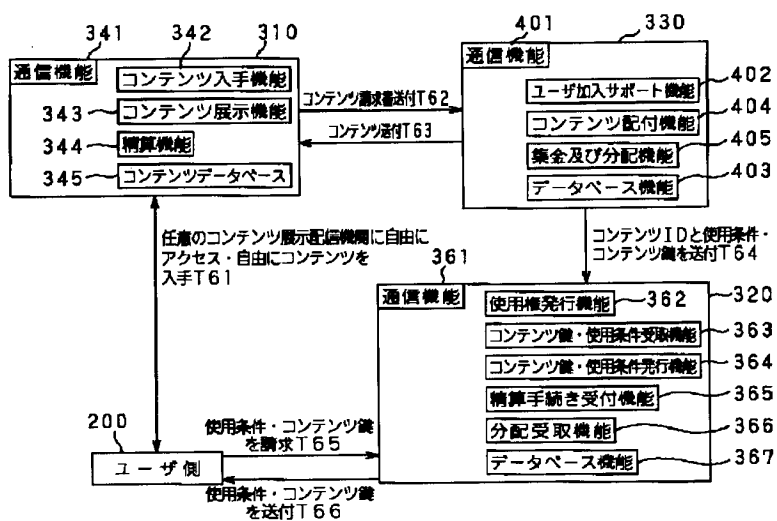 341
342
310
通信機能
コンテンツ入手機能
343
コンテンツ展示機能
344
精算機能
345
コンテンツデータベース
コンテンツ請求書送付T62
コンテンツ送付T63
401
330
通信機能
402
ユーザ加入サポート機能
404
コンテンツ配付機能
405
集金及び分配機能
403
データベース機能
任意のコンテンツ展示配信機関に自由に
アクセス・自由にコンテンツを
入手T61
コンテンツIDと使用条件・
コンテンツ鍵を送付T64
361
320
通信機能
使用権発行機能
362
コンテンツ鍵・使用条件受取機能
363
コンテンツ鍵・使用条件発行機能
364
精算手続き受付機能
365
分配受取機能
366
データベース機能
367
200
ユーザ側
使用条件・コンテンツ鍵
を請求T65
使用条件・コンテンツ鍵
を送付T66